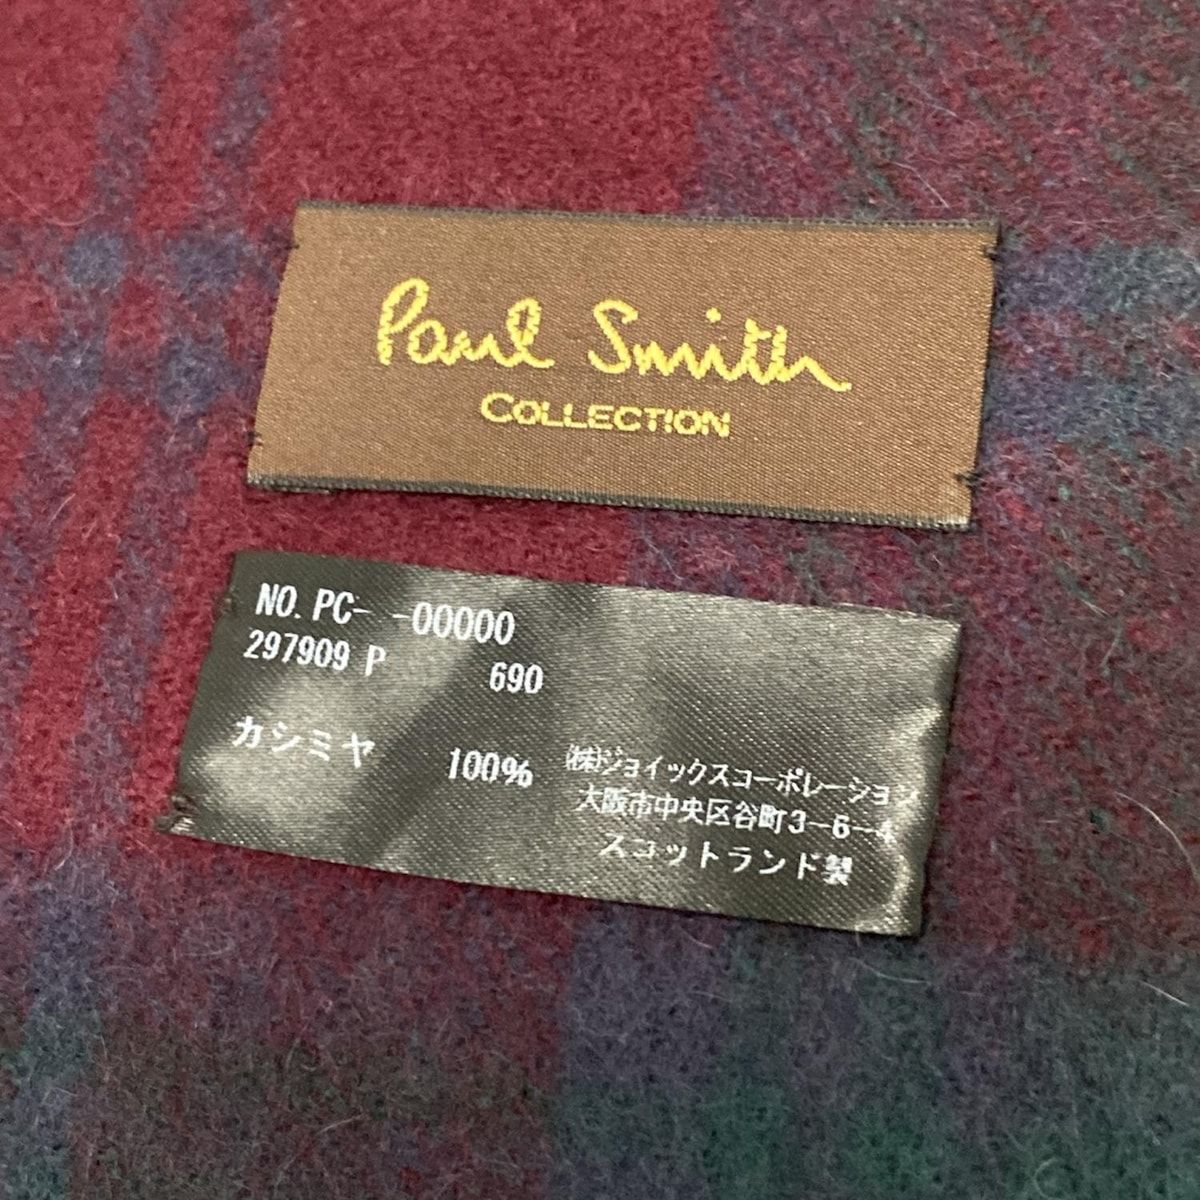 Paul Smith
COLLECTION
NO. PC- -00000
297909 P 690
カシミヤ 100%
㈱ジョイックスコーポレーション
大阪市中央区谷町3-6-4
スコットランド製